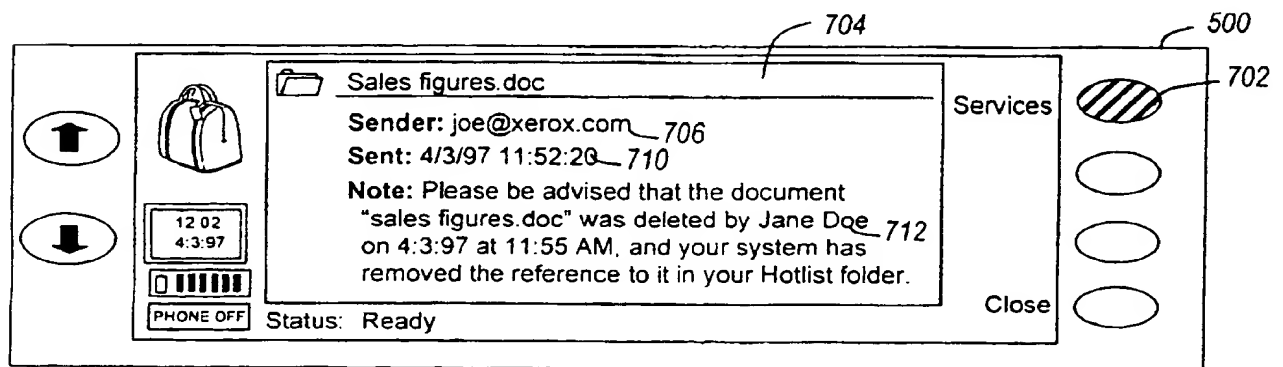 704
500
702
Sales figures.doc
Services
Sender: joe@xerox.com 706
Sent: 4/3/97 11:52:20 710
Note: Please be advised that the document
"sales figures.doc" was deleted by Jane Doe
712
on 4:3:97 at 11:55 AM, and your system has
removed the reference to it in your Hotlist folder.
12 02
4:3:97
PHONE OFF
Status: Ready
Close